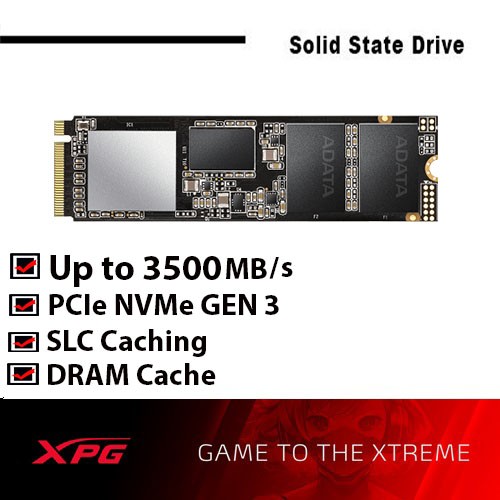 Solid State Drive
ADATA
ADATA
Up to 3500MB/s
PCIe NVMe GEN 3
SLC Caching
DRAM Cache
XPG
GAME TO THE XTREME